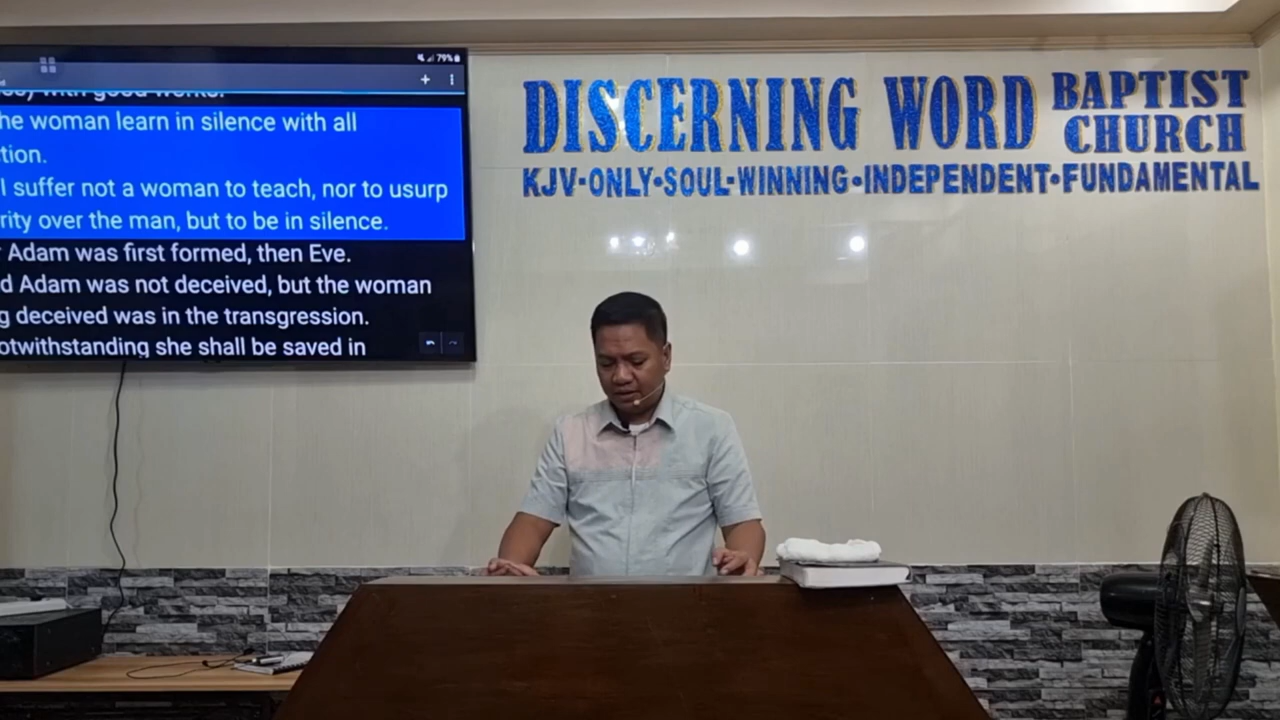 79%
good works.
he woman learn in silence with all
tion.
I suffer not a woman to teach, nor to usurp
rity over the man, but to be in silence.
Adam was first formed, then Eve.
d Adam was not deceived, but the woman
g deceived was in the transgression.
otwithstanding she shall be saved in
DISCERNING WORD BAPTIST CHURCH
KJV-ONLY•SOUL-WINNING•INDEPENDENT•FUNDAMENTAL